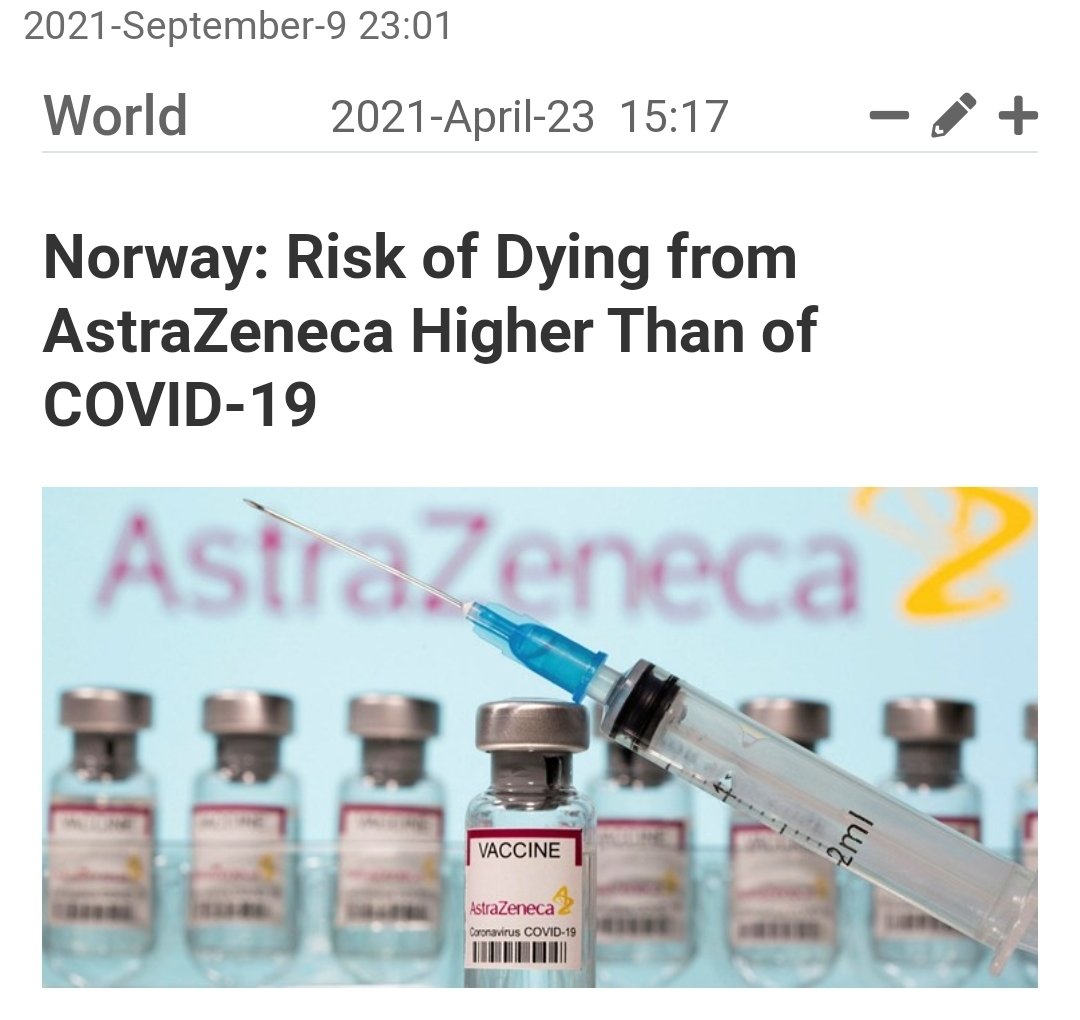 2021-September-9 23:01
World 2021-April-23 15:17
Norway: Risk of Dying from
AstraZeneca Higher Than of
COVID-19
AstraZeneca
2ml
VACCINE
AstraZeneca
Coronavirus COVID-19